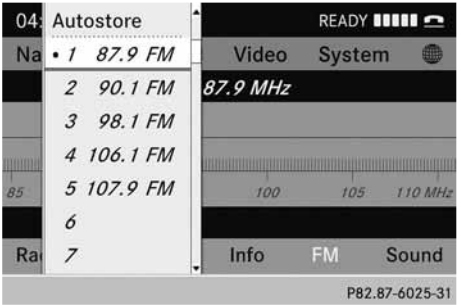 04: Autostore READY
Na • 1 87.9 FM Video System
2 90.1 FM 87.9 MHz
3 98.1 FM
4 106.1 FM
85 5 107.9 FM 100 105 110 MHz
6
Ra 7 Info FM Sound
P82.87-6025-31